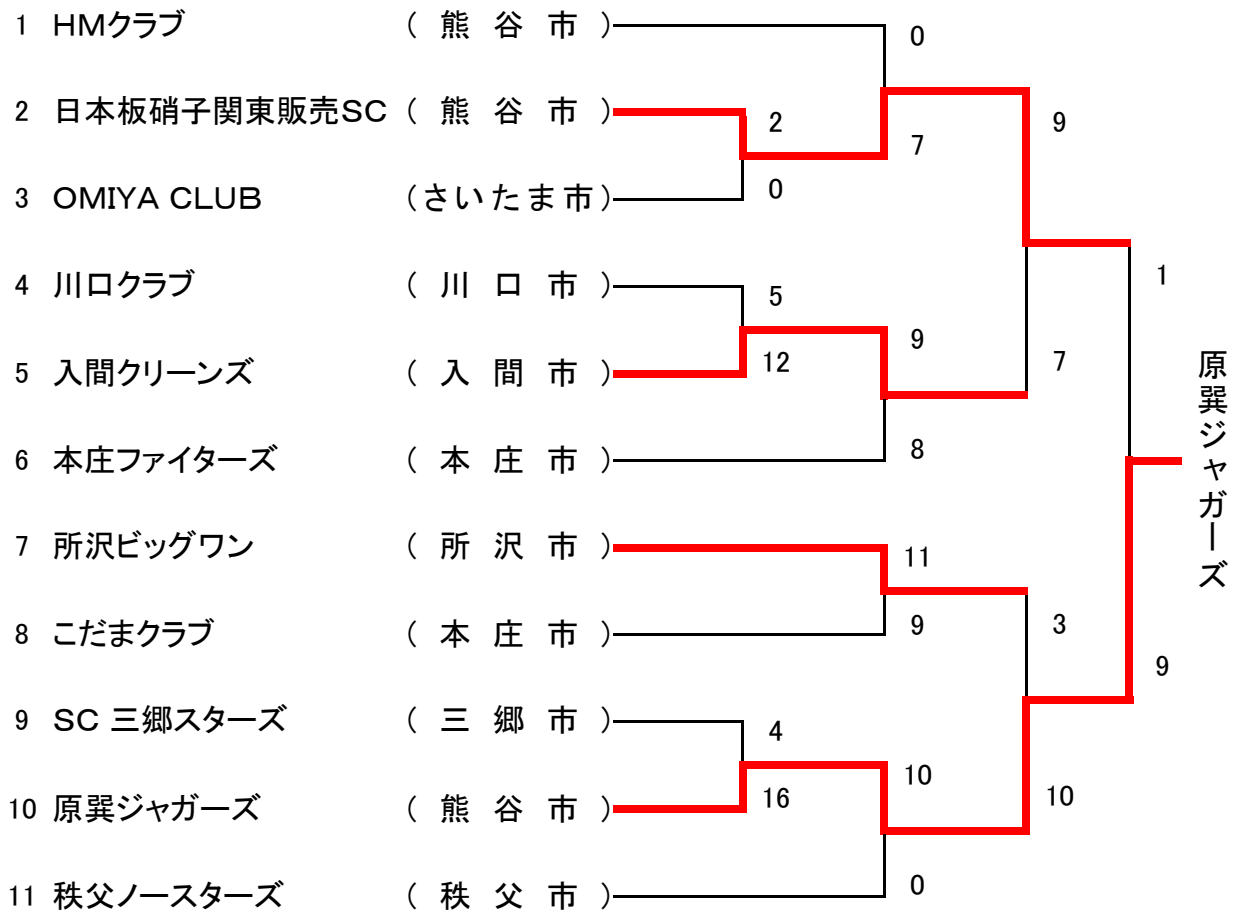 1 HMクラブ ( 熊 谷 市 )
0
2 日本板硝子関東販売SC ( 熊 谷 市 )
2
9
7
3 OMIYA CLUB (さいたま市)
0
4 川口クラブ ( 川 口 市 )
5
1
5 入間クリーンズ ( 入 間 市 )
12
9
7
原巽ジャガーズ
6 本庄ファイターズ ( 本 庄 市 )
8
7 所沢ビッグワン ( 所 沢 市 )
11
8 こだまクラブ ( 本 庄 市 )
9
3
9
9 SC 三郷スターズ ( 三 郷 市 )
4
10
10 原巽ジャガーズ ( 熊 谷 市 )
16
10
11 秩父ノースターズ ( 秩 父 市 )
0